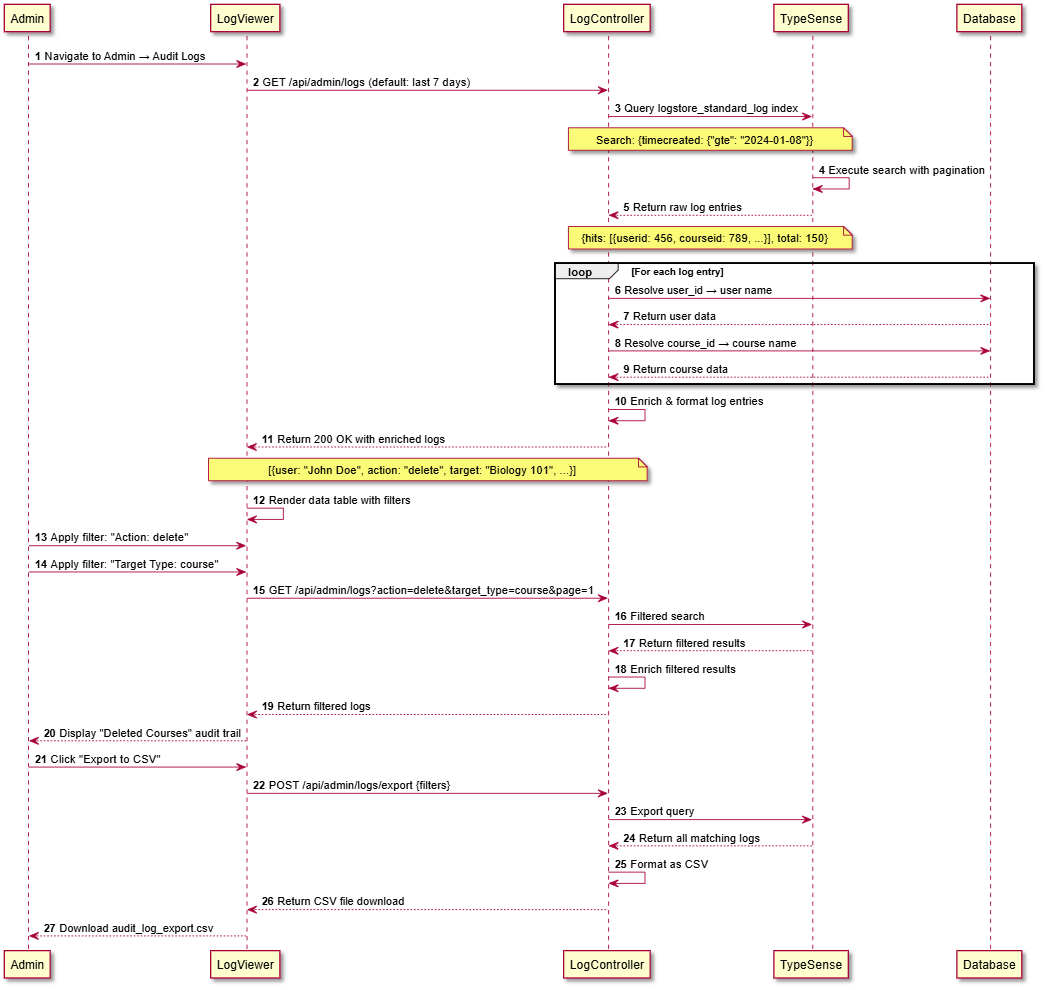 Admin
LogViewer
LogController
TypeSense
Database
1 Navigate to Admin → Audit Logs
2 GET /api/admin/logs (default: last 7 days)
3 Query logstore_standard_log index
Search: {timecreated: {"gte": "2024-01-08"}}
4 Execute search with pagination
5 Return raw log entries
{hits: [{userid: 456, courseid: 789, ...}], total: 150}
loop [For each log entry]
6 Resolve user_id → user name
7 Return user data
8 Resolve course_id → course name
9 Return course data
10 Enrich & format log entries
11 Return 200 OK with enriched logs
[{user: "John Doe", action: "delete", target: "Biology 101", ...}]
12 Render data table with filters
13 Apply filter: "Action: delete"
14 Apply filter: "Target Type: course"
15 GET /api/admin/logs?action=delete&target_type=course&page=1
16 Filtered search
17 Return filtered results
18 Enrich filtered results
19 Return filtered logs
20 Display "Deleted Courses" audit trail
21 Click "Export to CSV"
22 POST /api/admin/logs/export {filters}
23 Export query
24 Return all matching logs
25 Format as CSV
26 Return CSV file download
27 Download audit_log_export.csv
Admin
LogViewer
LogController
TypeSense
Database